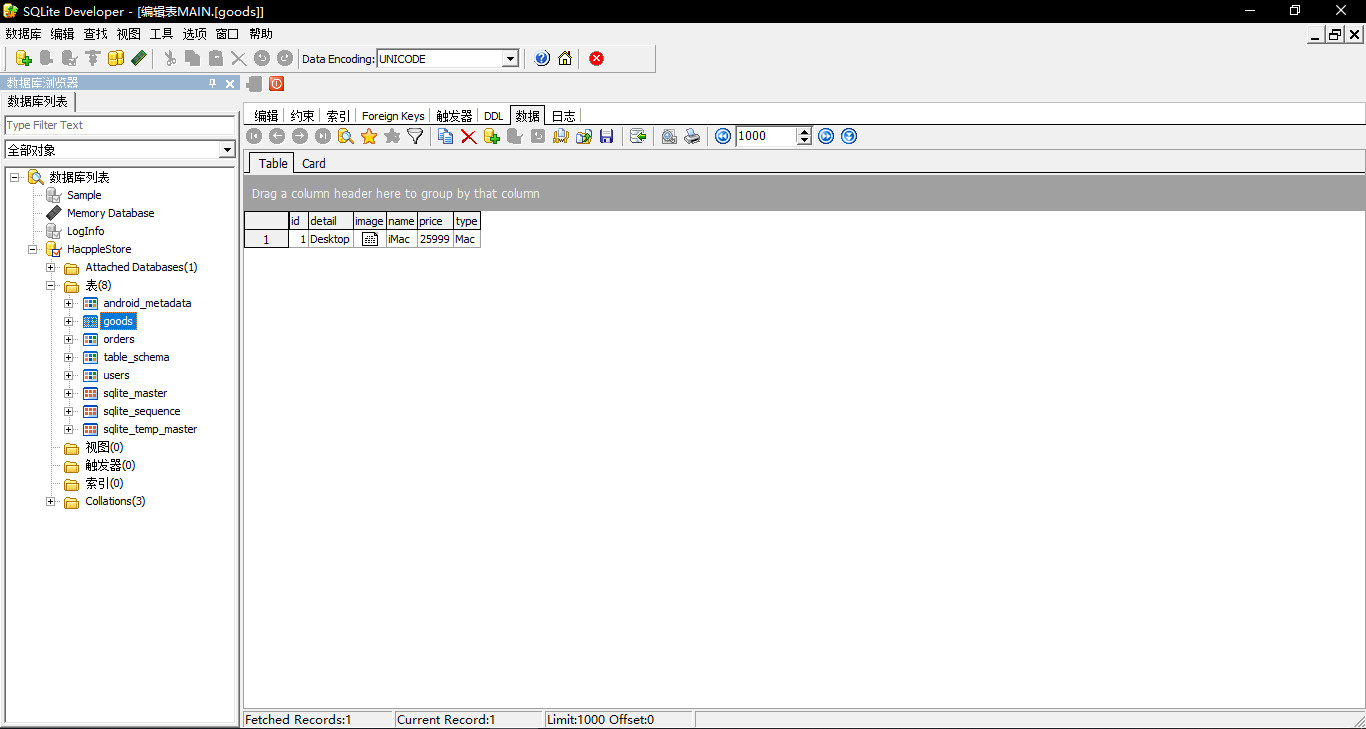 SQLite Developer - [编辑表MAIN.[goods]]
数据库 编辑 查找 视图 工具 选项 窗口 帮助
Data Encoding: UNICODE
数据库浏览器
数据库列表
Type Filter Text
全部对象
数据库列表
Sample
Memory Database
LogInfo
HacppleStore
Attached Databases(1)
表(8)
android_metadata
goods
orders
table_schema
users
sqlite_master
sqlite_sequence
sqlite_temp_master
视图(0)
触发器(0)
索引(0)
Collations(3)
编辑 约束 索引 Foreign Keys 触发器 DDL 数据 日志
1000
Table Card
Drag a column header here to group by that column
id detail image name price type
1 1 Desktop iMac 25999 Mac
Fetched Records:1 Current Record:1 Limit:1000 Offset:0